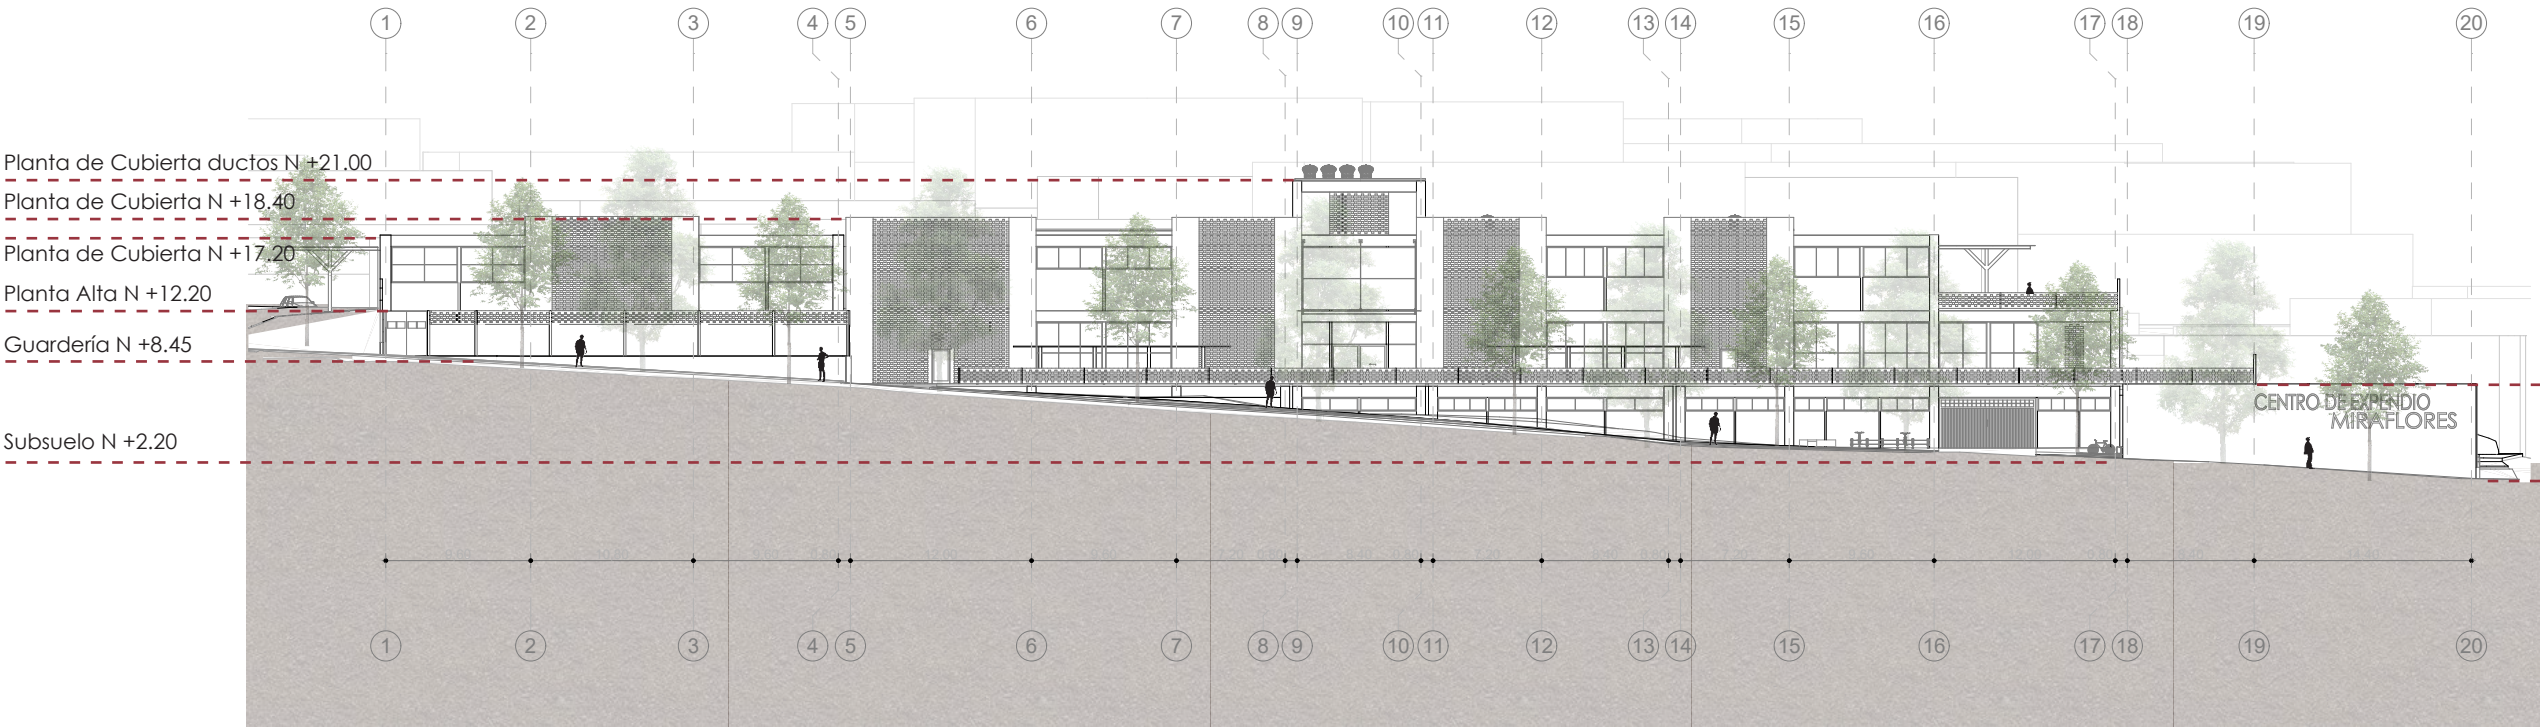 1 2 3 4 5 6 7 8 9 10 11 12 13 14 15 16 17 18 19 20
Planta de Cubierta ductos N +21.00
Planta de Cubierta N +18.40
Planta de Cubierta N +17.20
Planta Alta N +12.20
Guardería N +8.45
CENTRO DE EXPENDIO
MIRAFLORES
Subsuelo N +2.20
1 2 3 4 5 6 7 8 9 10 11 12 13 14 15 16 17 18 19 20